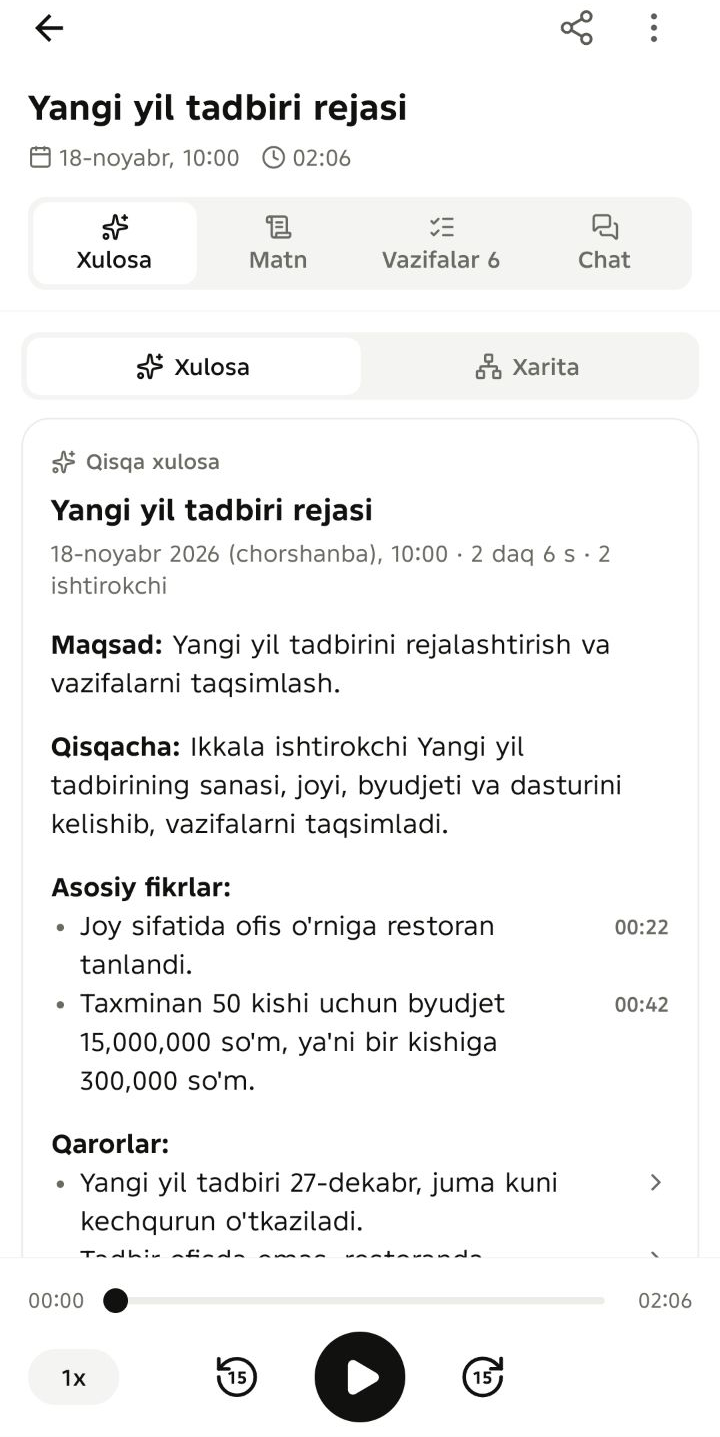 Yangi yil tadbiri rejasi
18-noyabr, 10:00 02:06
Xulosa Matn Vazifalar 6 Chat
Xulosa Xarita
Qisqa xulosa
Yangi yil tadbiri rejasi
18-noyabr 2026 (chorshanba), 10:00 · 2 daq 6 s · 2
ishtirokchi
Maqsad: Yangi yil tadbirini rejalashtirish va
vazifalarni taqsimlash.
Qisqacha: Ikkala ishtirokchi Yangi yil
tadbirining sanasi, joyi, byudjeti va dasturini
kelishib, vazifalarni taqsimladi.
Asosiy fikrlar:
• Joy sifatida ofis o'rniga restoran 00:22
tanlandi.
• Taxminan 50 kishi uchun byudjet 00:42
15,000,000 so'm, ya'ni bir kishiga
300,000 so'm.
Qarorlar:
• Yangi yil tadbiri 27-dekabr, juma kuni
kechqurun o'tkaziladi.
Tadbir ofisda emas, restoranda
00:00 02:06
1x 15 15